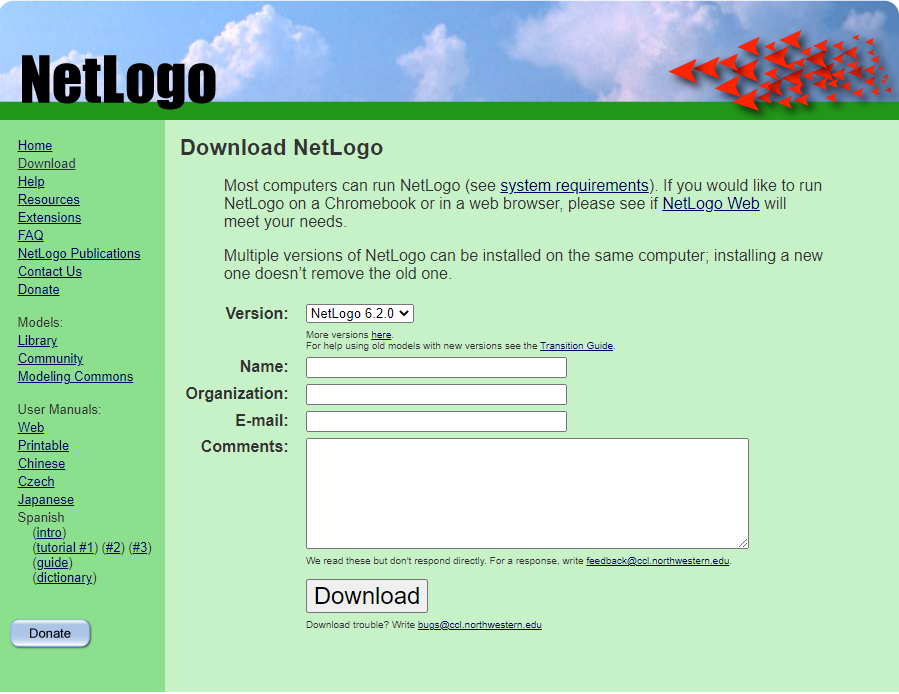 NetLogo
Home
Download
Help
Resources
Extensions
FAQ
NetLogo Publications
Contact Us
Donate
Models:
Library
Community
Modeling Commons
User Manuals:
Web
Printable
Chinese
Czech
Japanese
Spanish
(intro)
(tutorial #1) (#2) (#3)
(guide)
(dictionary)
Donate
Download NetLogo
Most computers can run NetLogo (see system requirements). If you would like to run
NetLogo on a Chromebook or in a web browser, please see if NetLogo Web will
meet your needs.
Multiple versions of NetLogo can be installed on the same computer; installing a new
one doesn’t remove the old one.
Version: NetLogo 6.2.0
More versions here.
For help using old models with new versions see the Transition Guide.
Name:
Organization:
E-mail:
Comments:
We read these but don't respond directly. For a response, write feedback@ccl.northwestern.edu.
Download
Download trouble? Write bugs@ccl.northwestern.edu